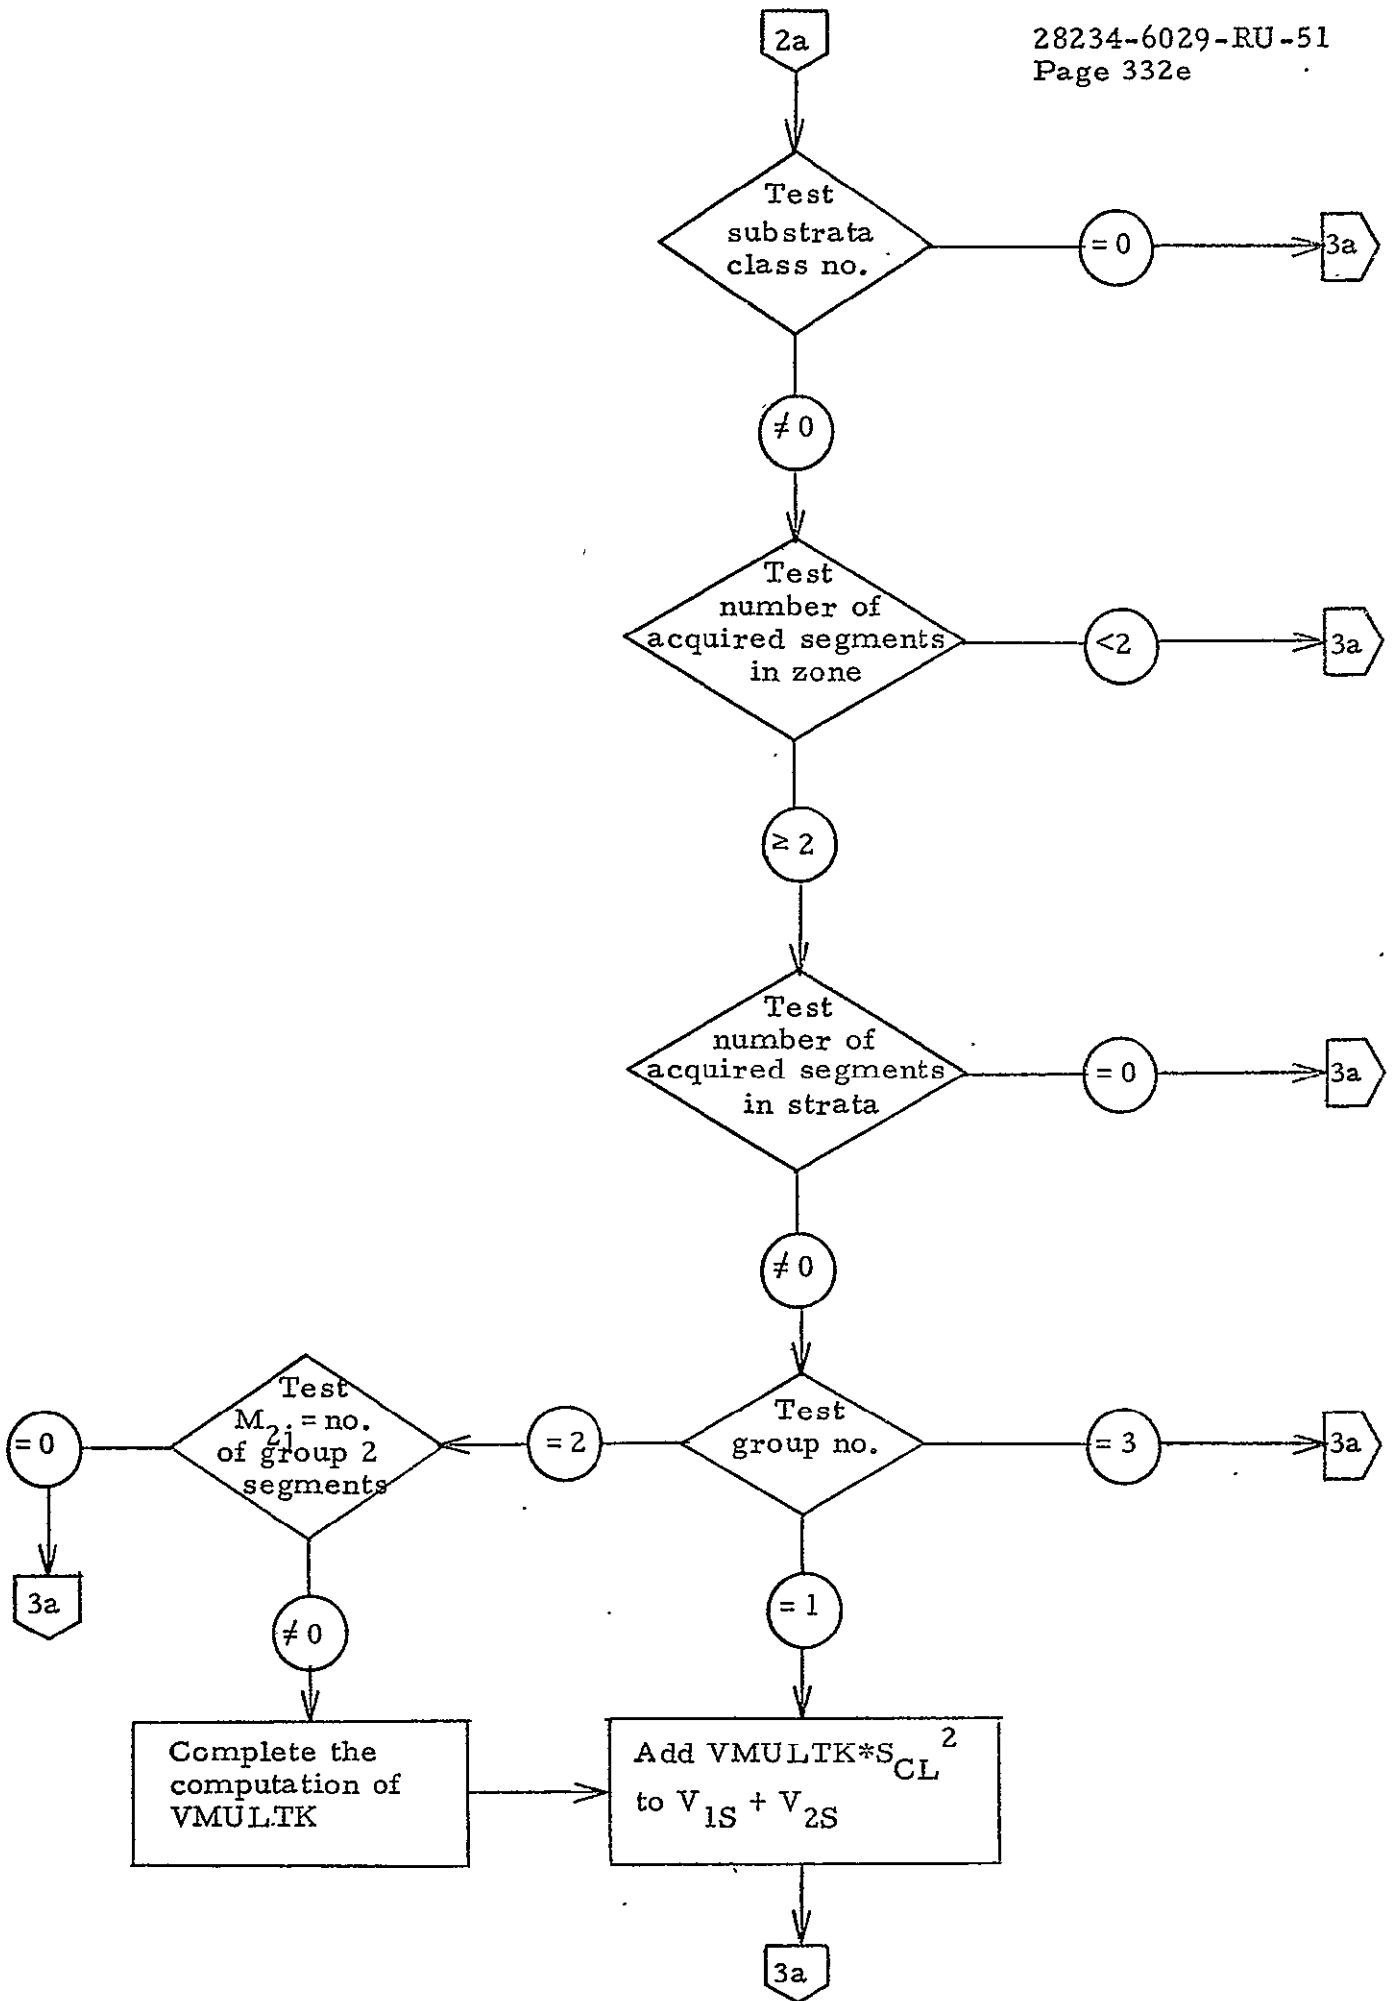 28234-6029-RU-51
Page 332e
2a
Test
substrata
class no.
= 0
3a
≠ 0
Test
number of
acquired segments
in zone
<2
3a
≥ 2
Test
number of
acquired segments
in strata
= 0
3a
≠ 0
Test
group no.
= 3
3a
= 2
Test
M2j = no.
of group 2
segments
= 0
3a
≠ 0
= 1
Complete the
computation of
VMULTK
Add VMULTK*SCL2
to V1S + V2S
3a